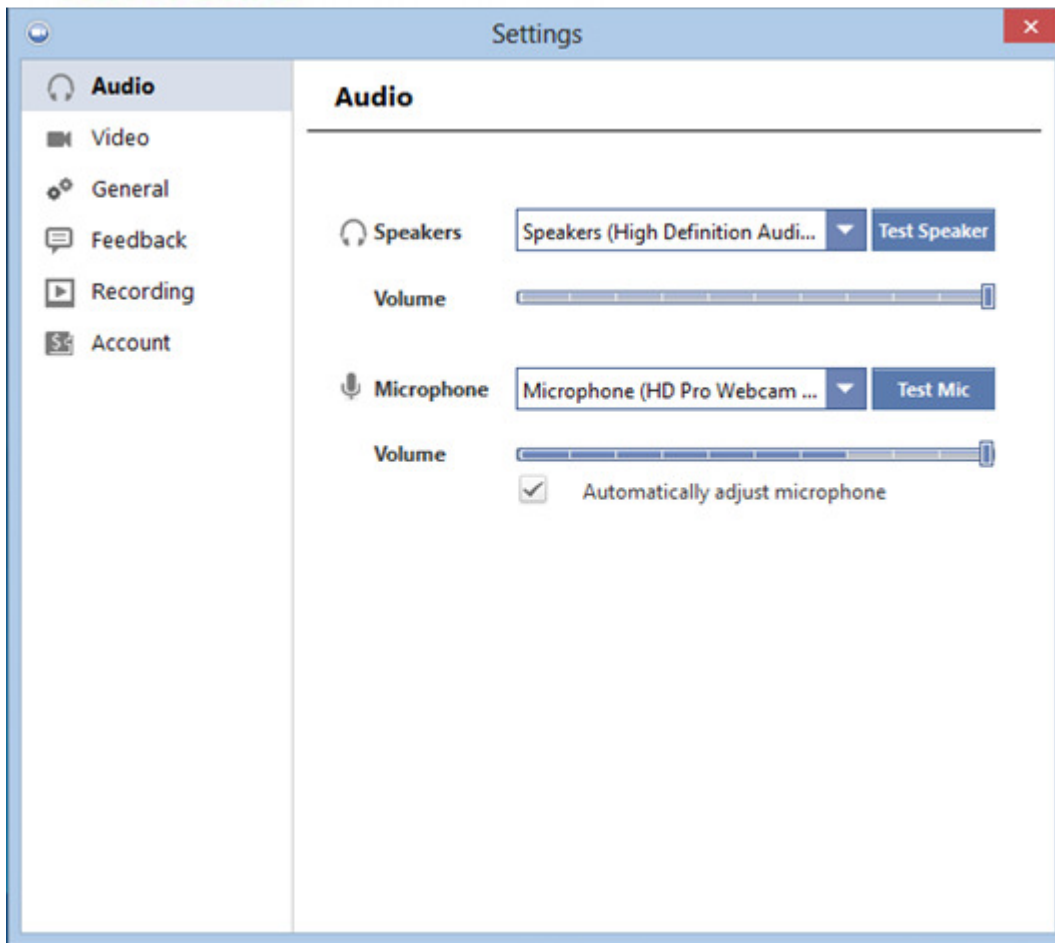 Settings
Audio
Video
General
Feedback
Recording
Account
Audio
Speakers Speakers (High Definition Audi... Test Speaker
Volume
Microphone Microphone (HD Pro Webcam ... Test Mic
Volume
Automatically adjust microphone